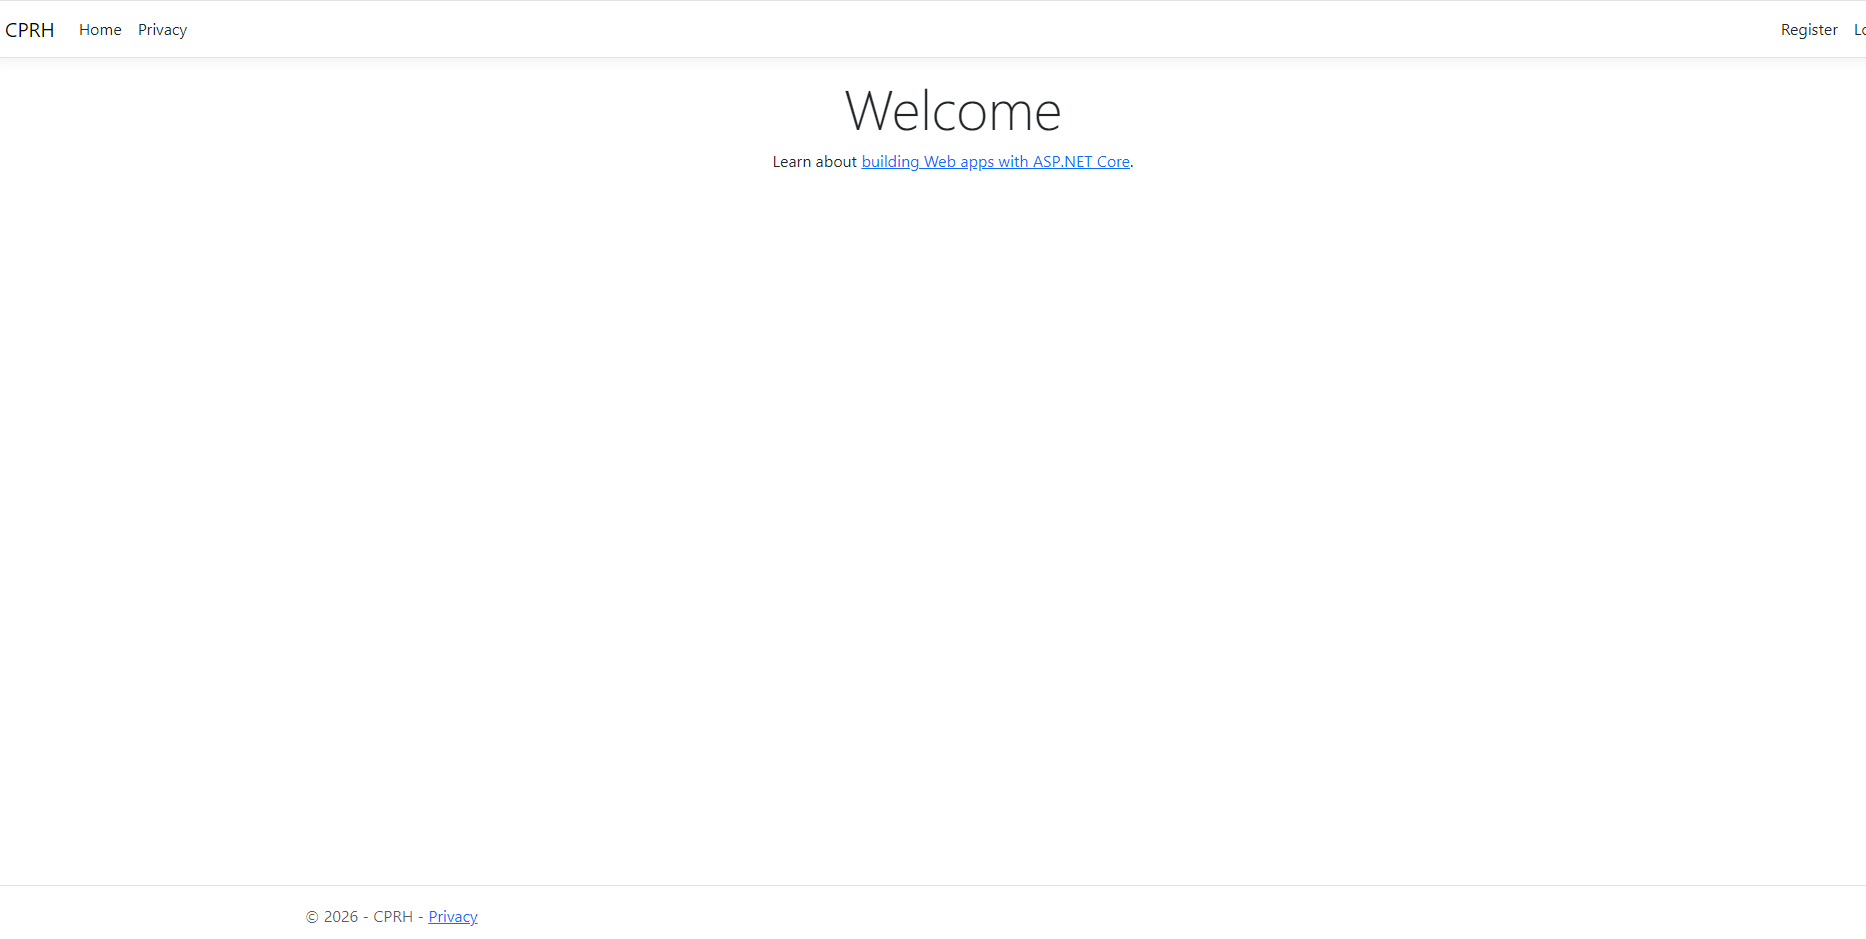 CPRH Home Privacy Register
Welcome
Learn about building Web apps with ASP.NET Core.
© 2026 - CPRH - Privacy